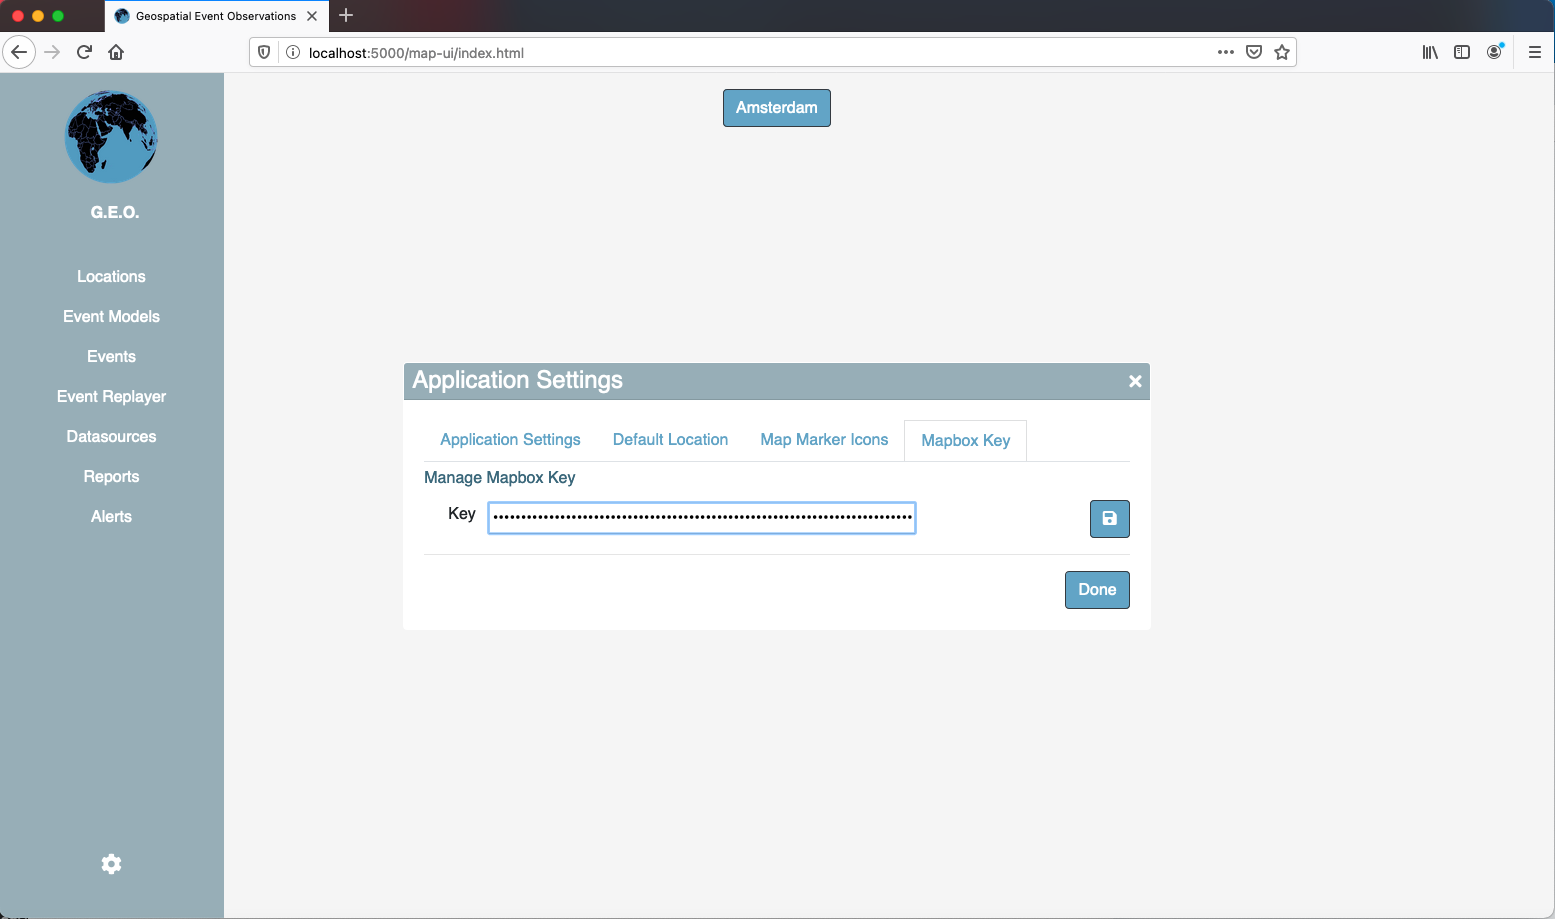 Geospatial Event Observations
localhost:5000/map-ui/index.html
G.E.O.
Locations
Event Models
Events
Event Replayer
Datasources
Reports
Alerts
Amsterdam
Application Settings
Application Settings Default Location Map Marker Icons Mapbox Key
Manage Mapbox Key
Key ••••••••••••••••••••••••••••••••••••••••••••••••••••••••••••••••••••••••••
Done